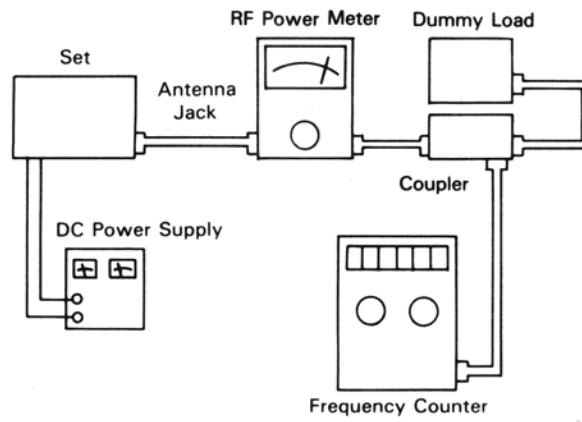 RF Power Meter
Dummy Load
Set
Antenna
Jack
Coupler
DC Power Supply
Frequency Counter